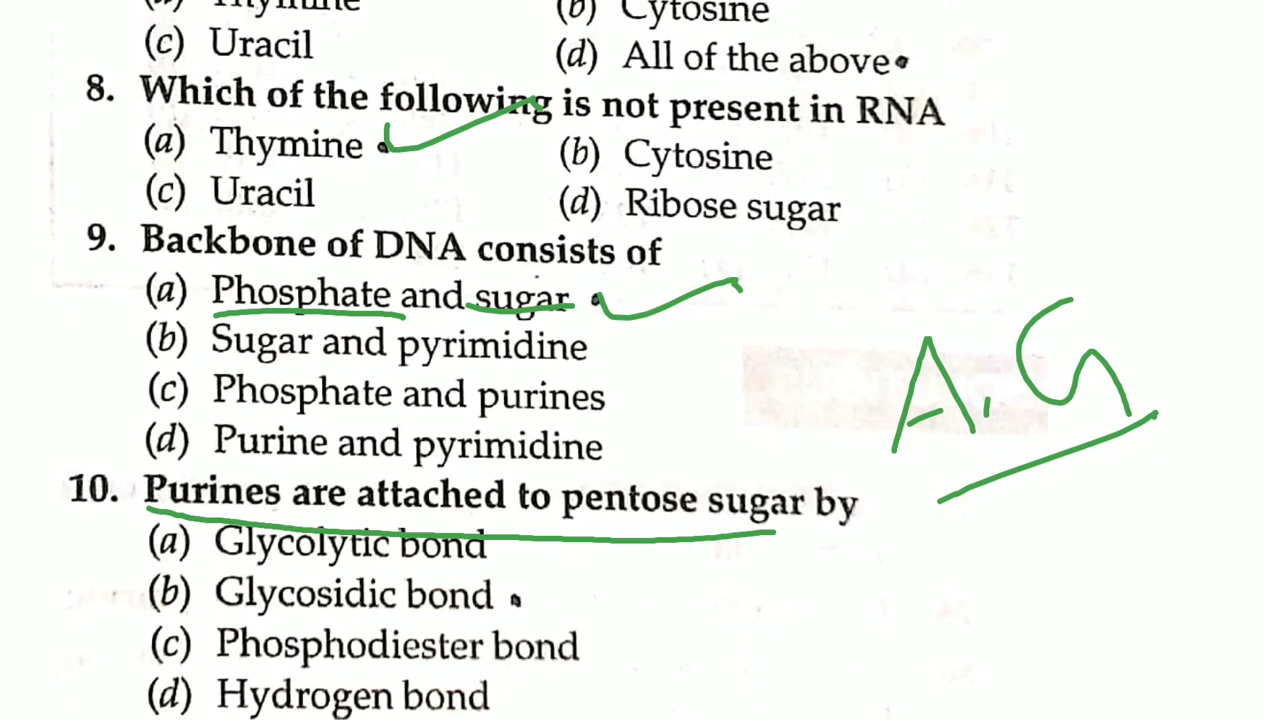 (b) Cytosine
(c) Uracil
(d) All of the above
8. Which of the following is not present in RNA
(a) Thymine
(b) Cytosine
(c) Uracil
(d) Ribose sugar
9. Backbone of DNA consists of
(a) Phosphate and sugar
(b) Sugar and pyrimidine
(c) Phosphate and purines
(d) Purine and pyrimidine
A, G
10. Purines are attached to pentose sugar by
(a) Glycolytic bond
(b) Glycosidic bond
(c) Phosphodiester bond
(d) Hydrogen bond